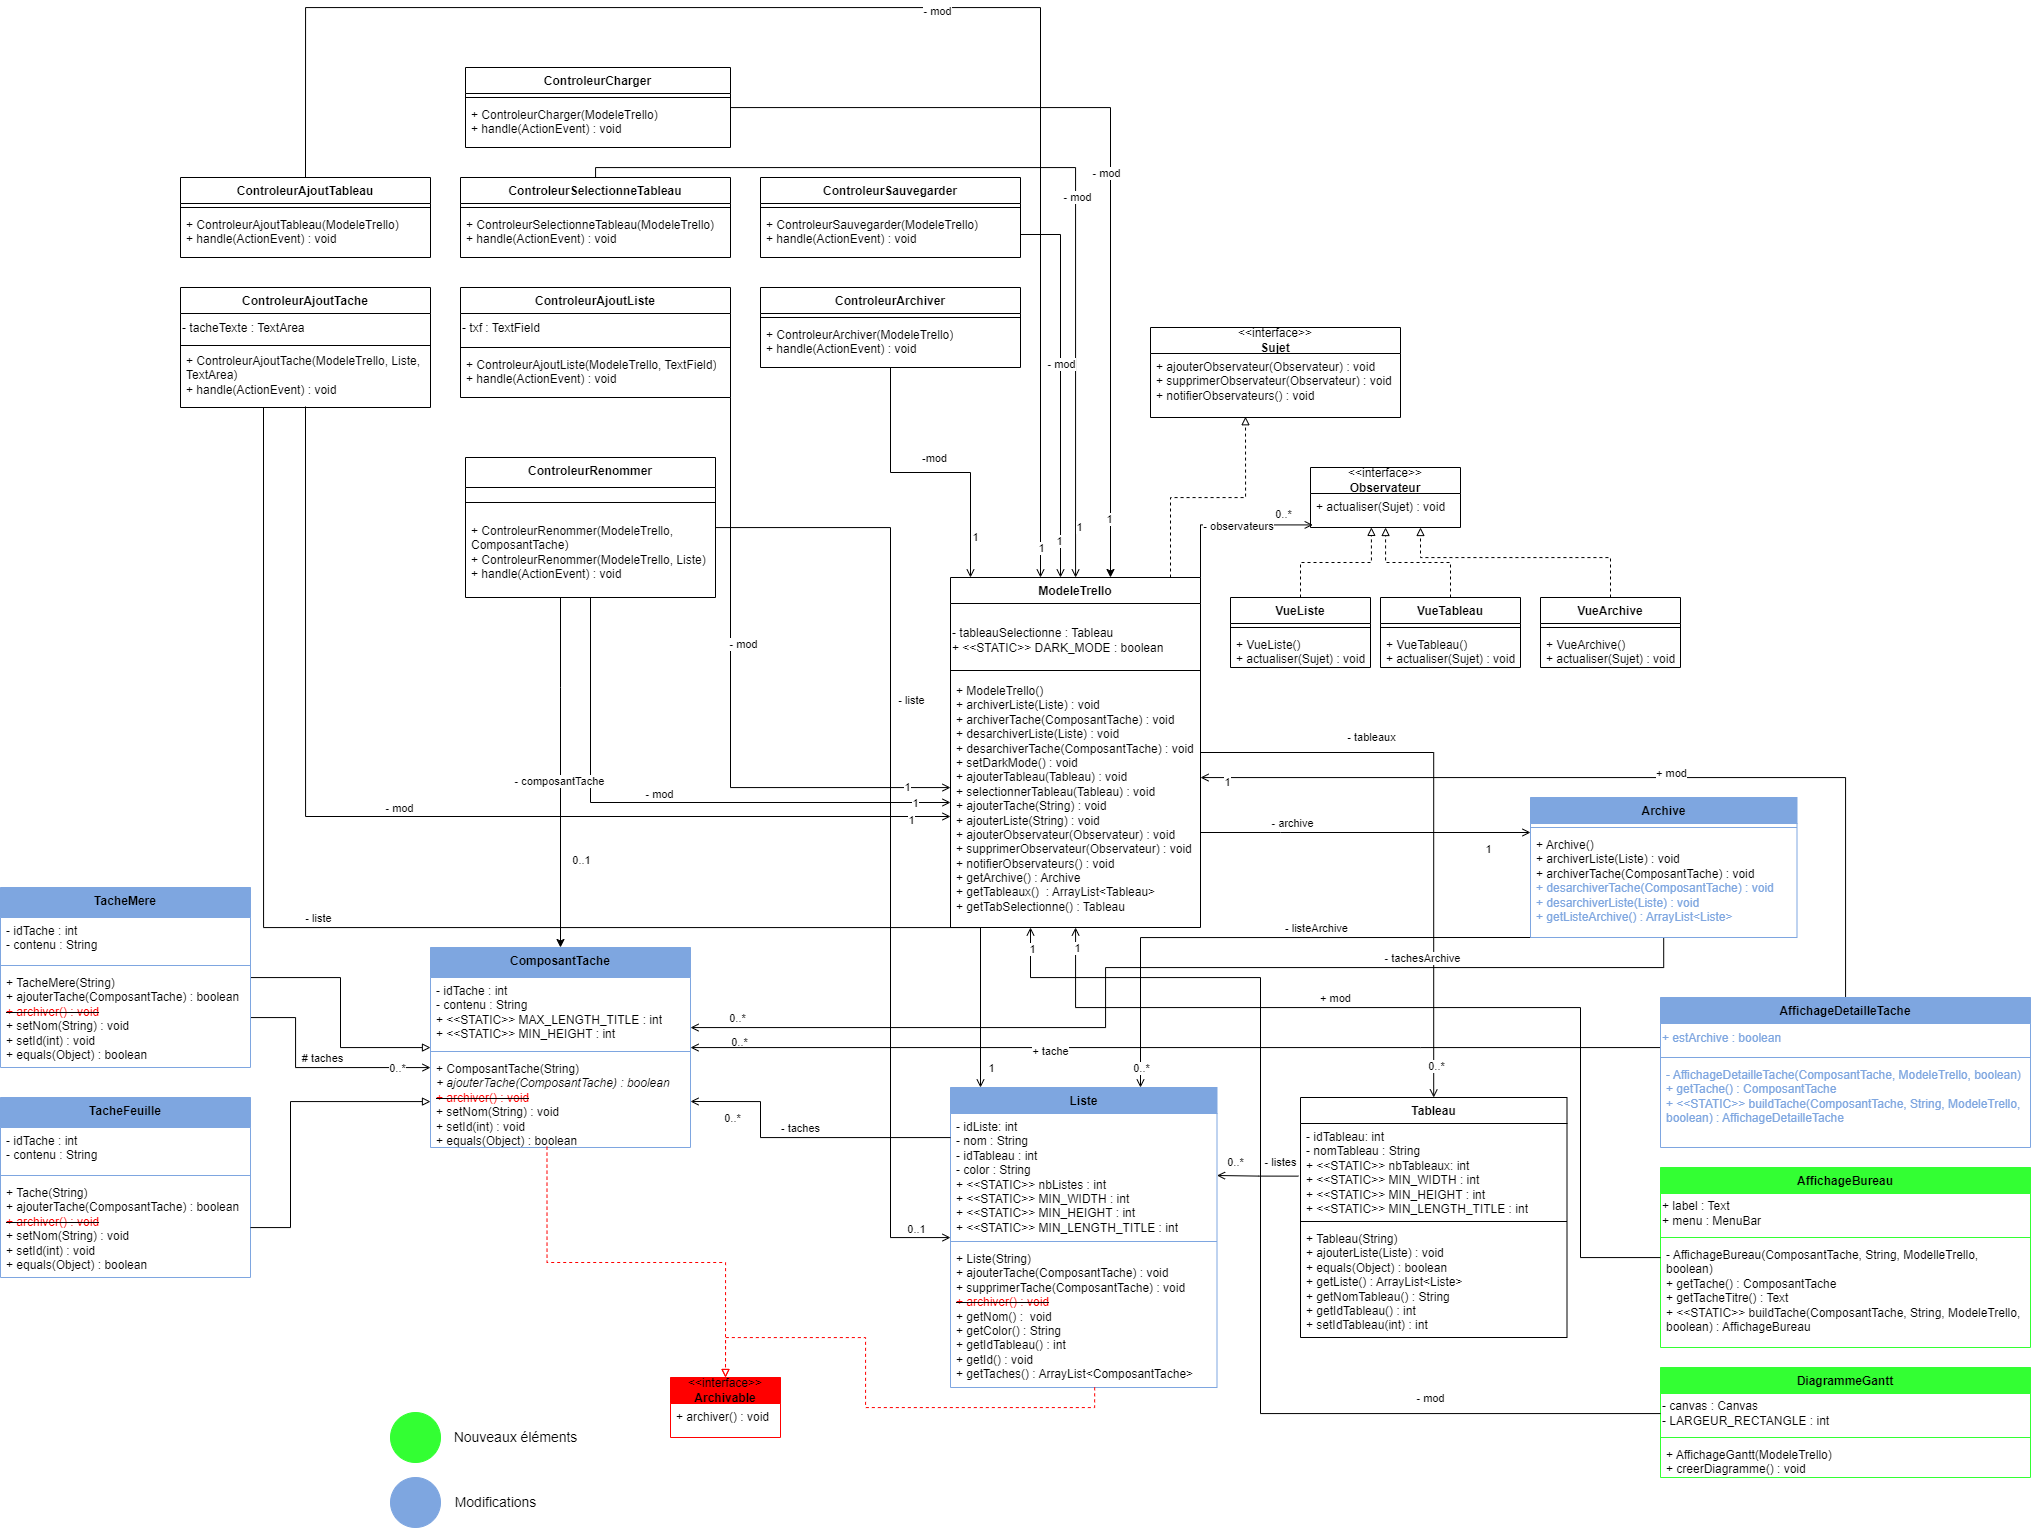 - mod
ControleurCharger
+ ControleurCharger(ModeleTrello)
+ handle(ActionEvent) : void
- mod
ControleurAjoutTableau
+ ControleurAjoutTableau(ModeleTrello)
+ handle(ActionEvent) : void
ControleurSelectionneTableau
+ ControleurSelectionneTableau(ModeleTrello)
+ handle(ActionEvent) : void
ControleurSauvegarder
+ ControleurSauvegarder(ModeleTrello)
+ handle(ActionEvent) : void
- mod
ControleurAjoutTache
- tacheTexte : TextArea
+ ControleurAjoutTache(ModeleTrello, Liste,
TextArea)
+ handle(ActionEvent) : void
ControleurAjoutListe
- txf : TextField
+ ControleurAjoutListe(ModeleTrello, TextField)
+ handle(ActionEvent) : void
ControleurArchiver
+ ControleurArchiver(ModeleTrello)
+ handle(ActionEvent) : void
- mod
<<interface>>
Sujet
+ ajouterObservateur(Observateur) : void
+ supprimerObservateur(Observateur) : void
+ notifierObservateurs() : void
-mod
ControleurRenommer
+ ControleurRenommer(ModeleTrello,
ComposantTache)
+ ControleurRenommer(ModeleTrello, Liste)
+ handle(ActionEvent) : void
<<interface>>
Observateur
+ actualiser(Sujet) : void
0..*
- observateurs
1
1
1
1
1
VueListe
+ VueListe()
+ actualiser(Sujet) : void
VueTableau
+ VueTableau()
+ actualiser(Sujet) : void
VueArchive
+ VueArchive()
+ actualiser(Sujet) : void
ModeleTrello
- tableauSelectionne : Tableau
+ <<STATIC>> DARK_MODE : boolean
+ ModeleTrello()
+ archiverListe(Liste) : void
+ archiverTache(ComposantTache) : void
+ desarchiverListe(Liste) : void
+ desarchiverTache(ComposantTache) : void
+ setDarkMode() : void
+ ajouterTableau(Tableau) : void
+ selectionnerTableau(Tableau) : void
+ ajouterTache(String) : void
+ ajouterListe(String) : void
+ ajouterObservateur(Observateur) : void
+ supprimerObservateur(Observateur) : void
+ notifierObservateurs() : void
+ getArchive() : Archive
+ getTableaux()  : ArrayList<Tableau>
+ getTabSelectionne() : Tableau
- mod
- liste
- tableaux
+ mod
1
- composantTache
- mod
- mod
1
1
1
0..1
- archive
1
Archive
+ Archive()
+ archiverListe(Liste) : void
+ archiverTache(ComposantTache) : void
+ desarchiverTache(ComposantTache) : void
+ desarchiverListe(Liste) : void
+ getListeArchive() : ArrayList<Liste>
- liste
- listeArchive
- tachesArchive
1
1
+ mod
TacheMere
- idTache : int
- contenu : String
+ TacheMere(String)
+ ajouterTache(ComposantTache) : boolean
+ archiver() : void
+ setNom(String) : void
+ setId(int) : void
+ equals(Object) : boolean
# taches
0..*
ComposantTache
- idTache : int
- contenu : String
+ <<STATIC>> MAX_LENGTH_TITLE : int
+ <<STATIC>> MIN_HEIGHT : int
+ ComposantTache(String)
+ ajouterTache(ComposantTache) : boolean
+ archiver() : void
+ setNom(String) : void
+ setId(int) : void
+ equals(Object) : boolean
0..*
0..*
+ tache
1
0..*
0..*
AffichageDetailleTache
+ estArchive : boolean
- AffichageDetailleTache(ComposantTache, ModeleTrello, boolean)
+ getTache() : ComposantTache
+ <<STATIC>> buildTache(ComposantTache, String, ModeleTrello,
boolean) : AffichageDetailleTache
TacheFeuille
- idTache : int
- contenu : String
+ Tache(String)
+ ajouterTache(ComposantTache) : boolean
+ archiver() : void
+ setNom(String) : void
+ setId(int) : void
+ equals(Object) : boolean
0..*
- taches
Liste
- idListe: int
- nom : String
- idTableau : int
- color : String
+ <<STATIC>> nbListes : int
+ <<STATIC>> MIN_WIDTH : int
+ <<STATIC>> MIN_HEIGHT : int
+ <<STATIC>> MIN_LENGTH_TITLE : int
+ Liste(String)
+ ajouterTache(ComposantTache) : void
+ supprimerTache(ComposantTache) : void
+ archiver() : void
+ getNom() :  void
+ getColor() : String
+ getIdTableau() : int
+ getId() : void
+ getTaches() : ArrayList<ComposantTache>
0..1
0..*
- listes
Tableau
- idTableau: int
- nomTableau : String
+ <<STATIC>> nbTableaux: int
+ <<STATIC>> MIN_WIDTH : int
+ <<STATIC>> MIN_HEIGHT : int
+ <<STATIC>> MIN_LENGTH_TITLE : int
+ Tableau(String)
+ ajouterListe(Liste) : void
+ equals(Object) : boolean
+ getListe() : ArrayList<Liste>
+ getNomTableau() : String
+ getIdTableau() : int
+ setIdTableau(int) : int
AffichageBureau
+ label : Text
+ menu : MenuBar
- AffichageBureau(ComposantTache, String, ModelleTrello,
boolean)
+ getTache() : ComposantTache
+ getTacheTitre() : Text
+ <<STATIC>> buildTache(ComposantTache, String, ModeleTrello,
boolean) : AffichageBureau
<<interface>>
Archivable
+ archiver() : void
- mod
DiagrammeGantt
- canvas : Canvas
- LARGEUR_RECTANGLE : int
+ AffichageGantt(ModeleTrello)
+ creerDiagramme() : void
Nouveaux éléments
Modifications